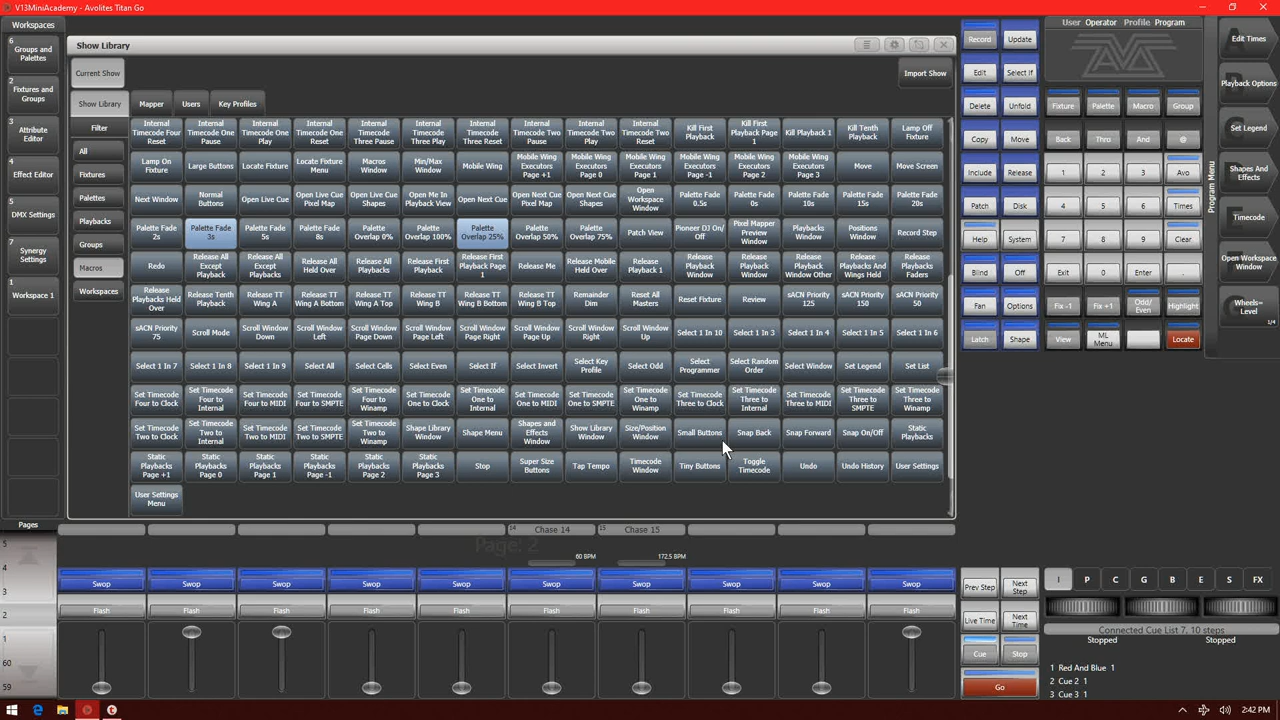 V13MiniAcademy - Avolites Titan Go
Workspaces
6 Groups and Palettes
2 Fixtures and Groups
3 Attribute Editor
4 Effect Editor
5 DMX Settings
7 Synergy Settings
1 Workspace 1
Show Library
Current Show
Import Show
Show Library Mapper Users Key Profiles
Filter
All
Fixtures
Palettes
Playbacks
Groups
Macros
Workspaces
Internal Timecode Four Reset Internal Timecode One Pause Internal Timecode One Play Internal Timecode One Reset Internal Timecode Three Pause Internal Timecode Three Play Internal Timecode Three Reset Internal Timecode Two Pause Internal Timecode Two Play Internal Timecode Two Reset Kill First Playback Kill First Playback Page 1 Kill Playback 1 Kill Tenth Playback Lamp Off Fixture
Lamp On Fixture Large Buttons Locate Fixture Locate Fixture Menu Macros Window Min/Max Window Mobile Wing Mobile Wing Executors Page +1 Mobile Wing Executors Page 0 Mobile Wing Executors Page 1 Mobile Wing Executors Page -1 Mobile Wing Executors Page 2 Mobile Wing Executors Page 3 Move Move Screen
Next Window Normal Buttons Open Live Cue Open Live Cue Pixel Map Open Live Cue Shapes Open Me In Playback View Open Next Cue Open Next Cue Pixel Map Open Next Cue Shapes Open Workspace Window Palette Fade 0.5s Palette Fade 0s Palette Fade 10s Palette Fade 15s Palette Fade 20s
Palette Fade 2s Palette Fade 3s Palette Fade 5s Palette Fade 8s Palette Overlap 0% Palette Overlap 100% Palette Overlap 25% Palette Overlap 50% Palette Overlap 75% Patch View Pioneer DJ On/Off Pixel Mapper Preview Window Playbacks Window Positions Window Record Step
Redo Release All Except Playback Release All Except Playbacks Release All Held Over Release All Playbacks Release First Playback Release First Playback Page 1 Release Me Release Mobile Held Over Release Playback 1 Release Playback Window Release Playback Window Release Playback Window Other Release Playbacks And Wings Held Release Playbacks Faders
Release Playbacks Held Over Release Tenth Playback Release TT Wing A Release TT Wing A Bottom Release TT Wing A Top Release TT Wing B Release TT Wing B Bottom Release TT Wing B Top Remainder Dim Reset All Masters Reset Fixture Review sACN Priority 125 sACN Priority 150 sACN Priority 50
sACN Priority 75 Scroll Mode Scroll Window Down Scroll Window Left Scroll Window Page Down Scroll Window Page Left Scroll Window Page Right Scroll Window Page Up Scroll Window Right Scroll Window Up Select 1 In 10 Select 1 In 3 Select 1 In 4 Select 1 In 5 Select 1 In 6
Select 1 In 7 Select 1 In 8 Select 1 In 9 Select All Select Cells Select Even Select If Select Invert Select Key Profile Select Odd Select Programmer Select Random Order Select Window Set Legend Set List
Set Timecode Four to Clock Set Timecode Four to Internal Set Timecode Four to MIDI Set Timecode Four to SMPTE Set Timecode Four to Winamp Set Timecode One to Clock Set Timecode One to Internal Set Timecode One to MIDI Set Timecode One to SMPTE Set Timecode One to Winamp Set Timecode Three to Clock Set Timecode Three to Internal Set Timecode Three to MIDI Set Timecode Three to SMPTE Set Timecode Three to Winamp
Set Timecode Two to Clock Set Timecode Two to Internal Set Timecode Two to MIDI Set Timecode Two to SMPTE Set Timecode Two to Winamp Shape Library Window Shape Menu Shapes and Effects Window Show Library Window Size/Position Window Small Buttons Snap Back Snap Forward Snap On/Off Static Playbacks
Static Playbacks Page +1 Static Playbacks Page 0 Static Playbacks Page 1 Static Playbacks Page -1 Static Playbacks Page 2 Static Playbacks Page 3 Stop Super Size Buttons Tap Tempo Timecode Window Tiny Buttons Toggle Timecode Undo Undo History User Settings
User Settings Menu
Record Update
Edit Select If
Delete Unfold
Copy Move
Include Release
Patch Disk
Help System
Blind Off
Fan Options
Latch Shape
User Operator Profile Program
Fixture Palette Macro Group
Back Thro And @
1 2 3 Avo
4 5 6 Times
7 8 9 Clear
Exit 0 Enter .
Fix -1 Fix +1 Odd/Even Highlight
View ML Menu Locate
Program Menu
A Edit Times
Playback Options
Set Legend
Shapes And Effects
E Timecode
Open Workspace Window
Wheels=Level
1/4
Pages
5
4
3
1
60
59
14 Chase 14 15 Chase 15
Page: 2
60 BPM 172.5 BPM
Swop Swop Swop Swop Swop Swop Swop Swop Swop Swop
Flash Flash Flash Flash Flash Flash Flash Flash Flash Flash
Prev Step Next Step
Live Time Next Time
Cue Stop
Go
I P C G B E S FX
Connected Cue List 7, 10 steps
Stopped Stopped
1 Red And Blue 1
2 Cue 2 1
3 Cue 3 1
2:42 PM